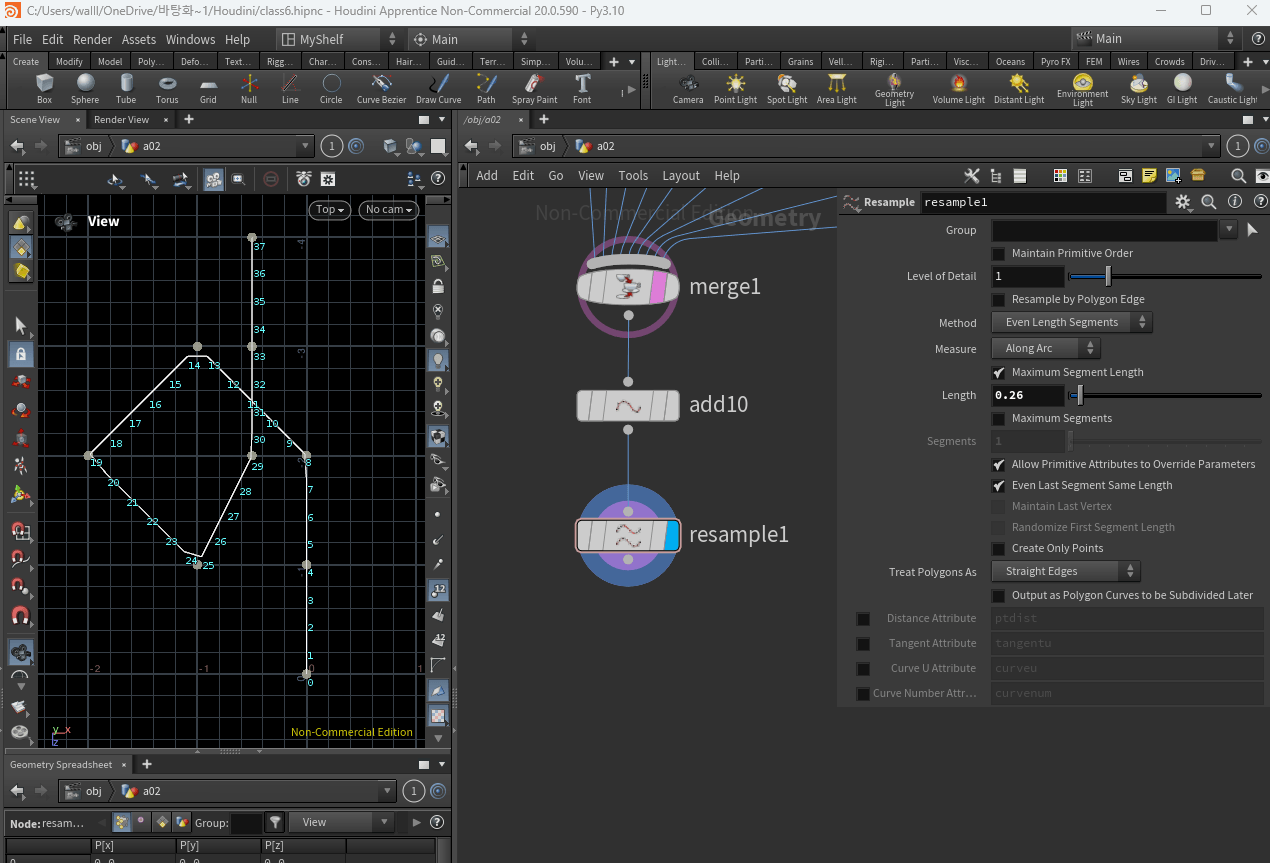 C:/Users/walll/OneDrive/바탕화~1/Houdini/class6.hipnc - Houdini Apprentice Non-Commercial 20.0.590 - Py3.10
File Edit Render Assets Windows Help MyShelf Main Main
Create Modify Model Poly... Defo... Text... Rigg... Char... Cons... Hair... Guid... Terr... Simp... Volu... Light... Colli... Parti... Grains Vell... Rigi... Parti... Visc... Oceans Pyro FX FEM Wires Crowds Driv...
Box Sphere Tube Torus Grid Null Line Circle Curve Bezier Draw Curve Path Spray Paint Font Camera Point Light Spot Light Area Light Geometry Light Volume Light Distant Light Environment Light Sky Light GI Light Caustic Light
Scene View Render View /obj/a02
obj a02 1 obj a02 1
Add Edit Go View Tools Layout Help
View Top No cam
37
36
35
34
33
32
31
30
29
28
27
26
25
24
23
22
21
20
19
18
17
16
15
14
13
12
11
10
9
8
7
6
5
4
3
2
1
0
-4
-3
-2
-2 -1 0 1
y x
z
Non-Commercial Edition
Non-Commercial Edition
Geometry
merge1
add10
resample1
Resample resample1
Group
Maintain Primitive Order
Level of Detail 1
Resample by Polygon Edge
Method Even Length Segments
Measure Along Arc
Maximum Segment Length
Length 0.26
Maximum Segments
Segments 1
Allow Primitive Attributes to Override Parameters
Even Last Segment Same Length
Maintain Last Vertex
Randomize First Segment Length
Create Only Points
Treat Polygons As Straight Edges
Output as Polygon Curves to be Subdivided Later
Distance Attribute ptdist
Tangent Attribute tangentu
Curve U Attribute curveu
Curve Number Attr... curvenum
Geometry Spreadsheet
obj a02 1
Node: resam... Group: View
P[x] P[y] P[z]
0 0.0 0.0 0.0